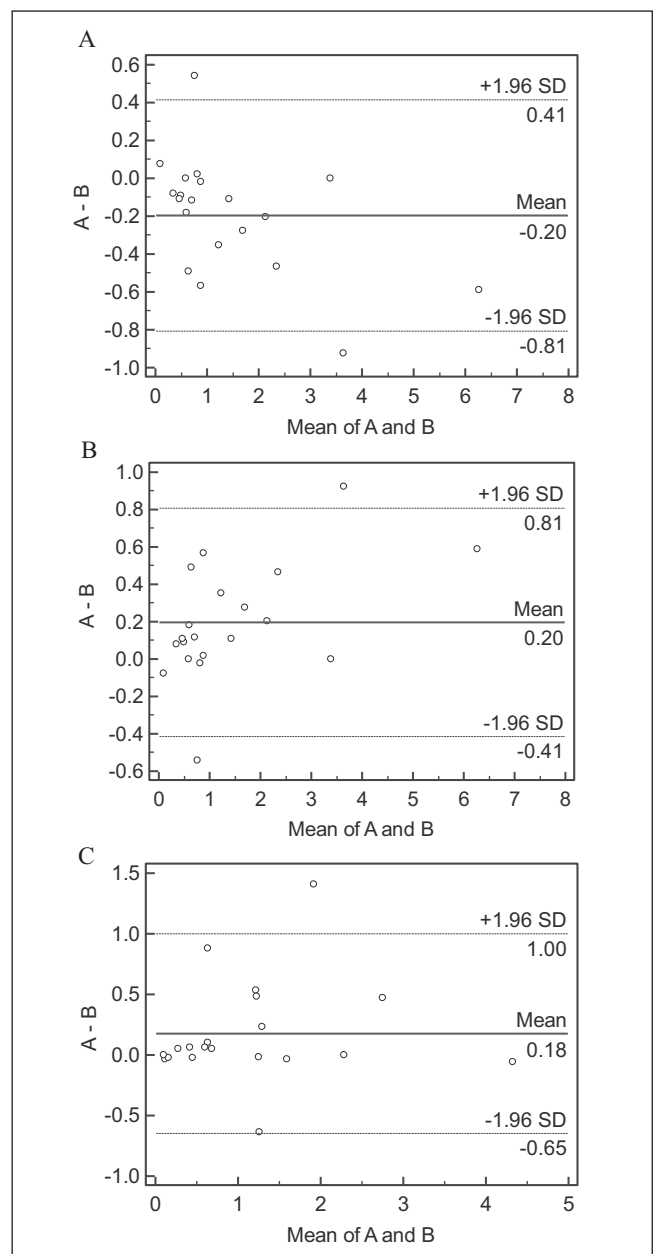 A
0.6
0.4
0.2
0.0
-0.2
-0.4
-0.6
-0.8
-1.0
A - B
+1.96 SD
0.41
Mean
-0.20
-1.96 SD
-0.81
0 1 2 3 4 5 6 7 8
Mean of A and B
B
1.0
0.8
0.6
0.4
0.2
0.0
-0.2
-0.4
-0.6
A - B
+1.96 SD
0.81
Mean
0.20
-1.96 SD
-0.41
0 1 2 3 4 5 6 7 8
Mean of A and B
C
1.5
1.0
0.5
0.0
-0.5
-1.0
A - B
+1.96 SD
1.00
Mean
0.18
-1.96 SD
-0.65
0 1 2 3 4 5
Mean of A and B